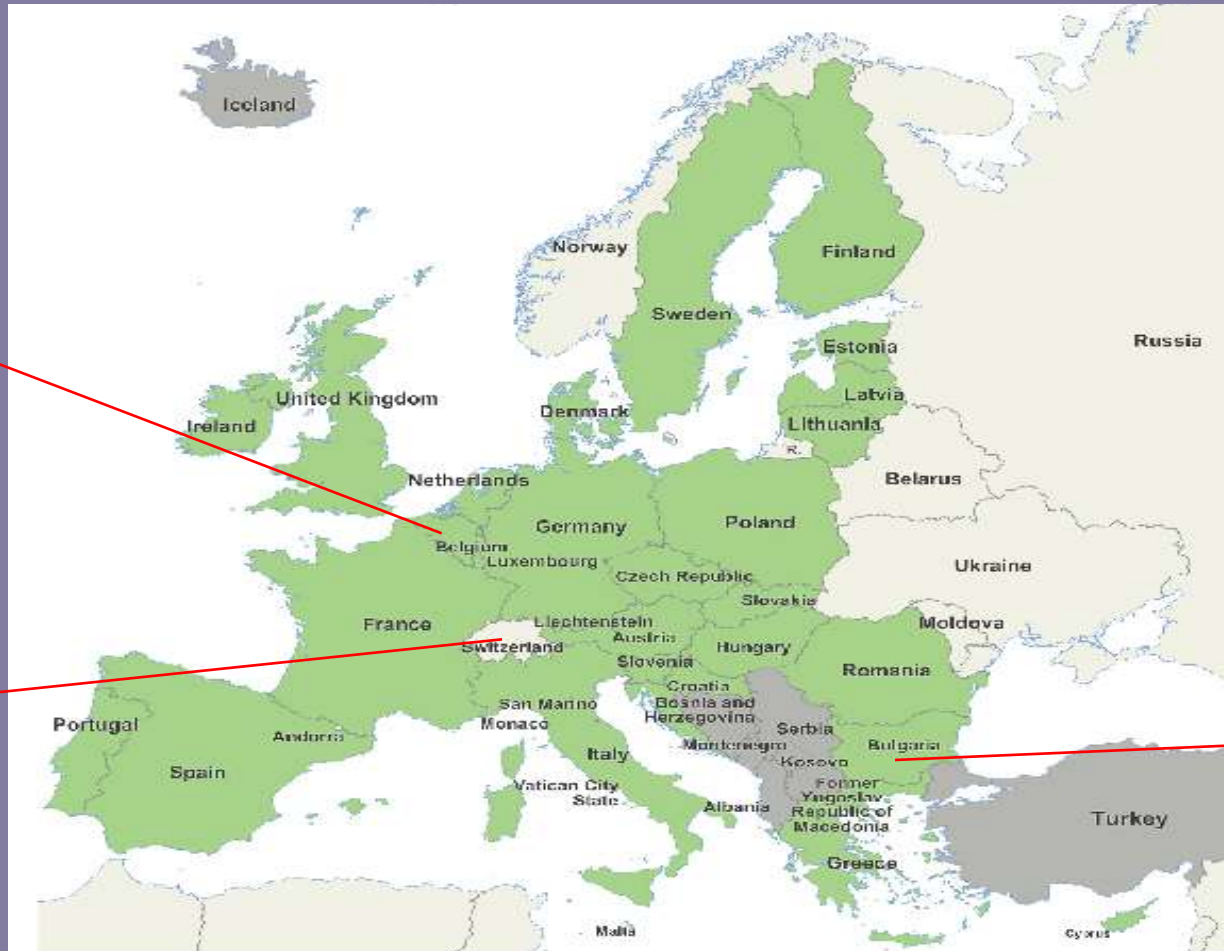 Iceland
Norway
Finland
Sweden
Russia
Estonia
Latvia
Lithuania
United Kingdom
Ireland
Denmark
R.
Belarus
Netherlands
Germany
Poland
Belgium
Luxembourg
Czech Republic
Ukraine
Slovakia
France
Liechtenstein
Austria
Switzerland
Hungary
Moldova
Slovenia
Romania
Croatia
San Marino
Bosnia and
Herzegovina
Monaco
Serbia
Portugal
Andorra
Italy
Montenegro
Bulgaria
Kosovo
Spain
Vatican City
State
Albania
Former
Yugoslav
Republic of
Macedonia
Turkey
Greece
Malta
Cyprus